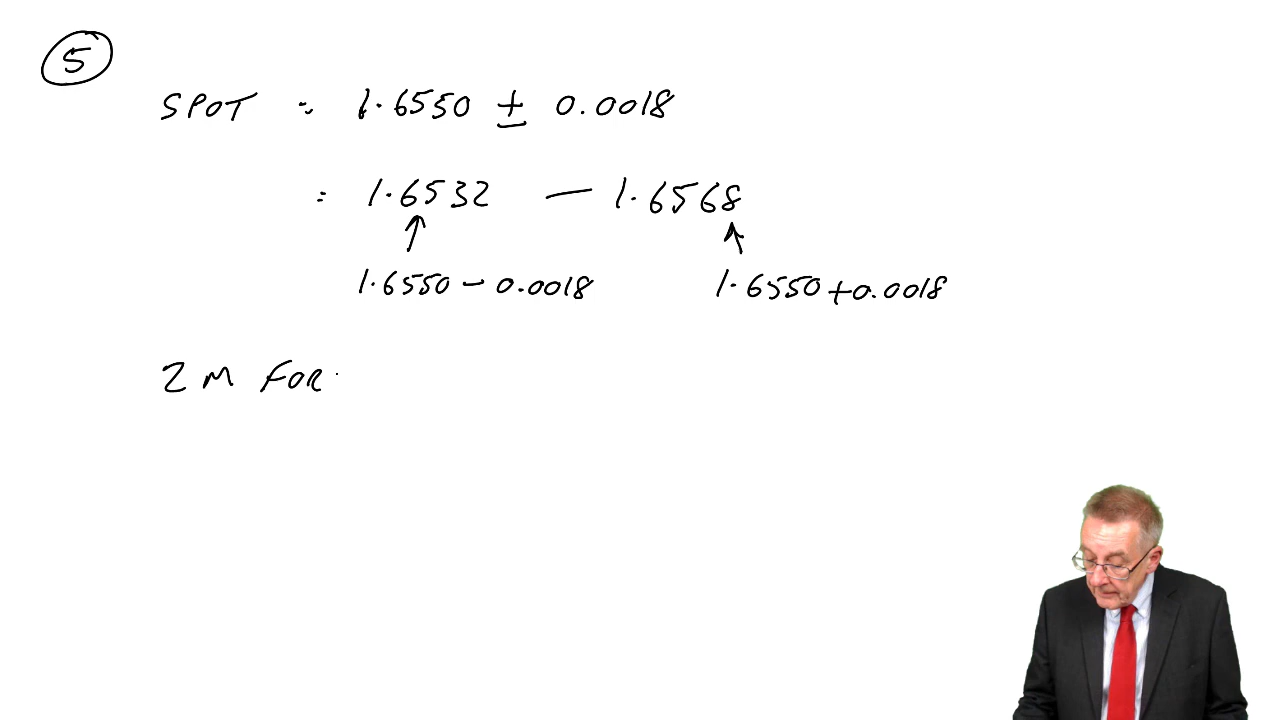 5
SPOT = 1.6550 ± 0.0018
= 1.6532 — 1.6568
↑ ↑
1.6550 - 0.0018 1.6550 + 0.0018
2 M FOR